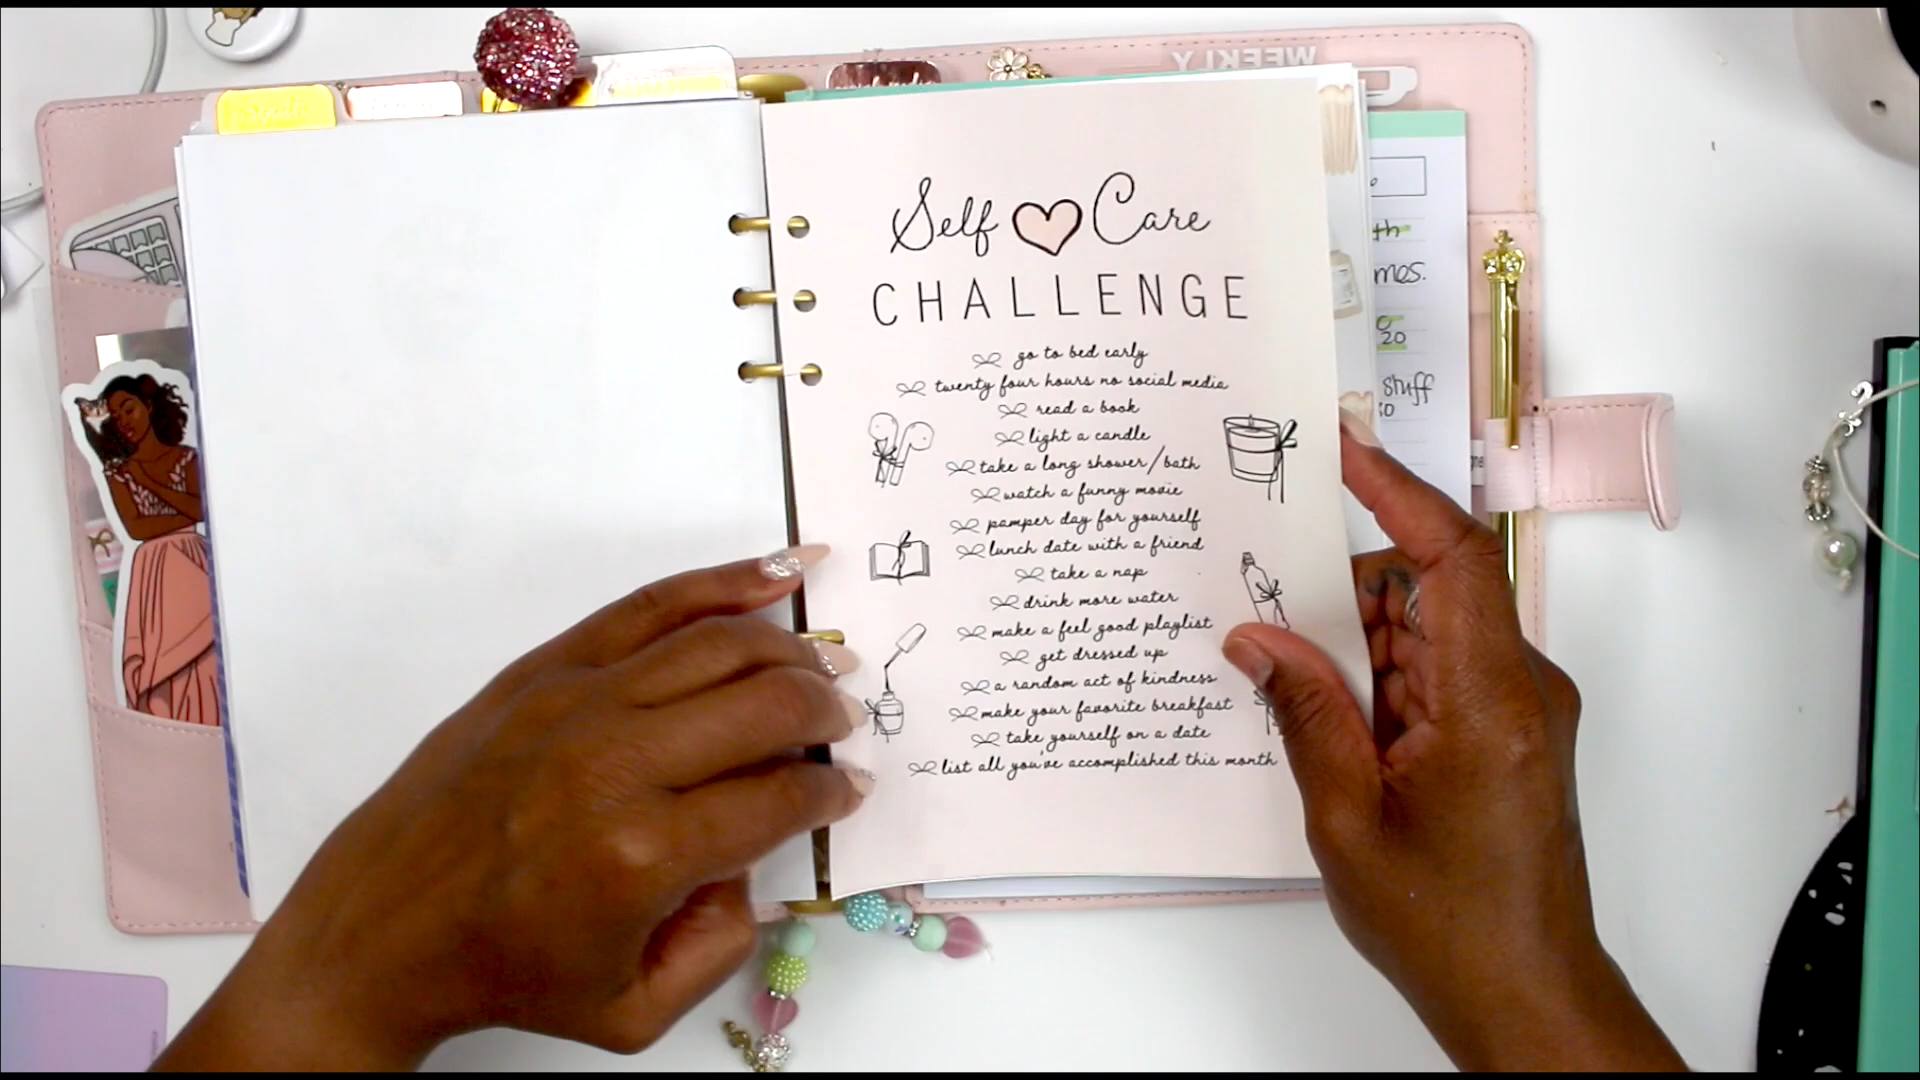 WEEKLY
Self Care
CHALLENGE
go to bed early
twenty four hours no social media
read a book
light a candle
take a long shower/bath
watch a funny movie
pamper day for yourself
lunch date with a friend
take a nap
drink more water
make a feel good playlist
get dressed up
a random act of kindness
make your favorite breakfast
take yourself on a date
list all you've accomplished this month
th
mes.
20
stuff